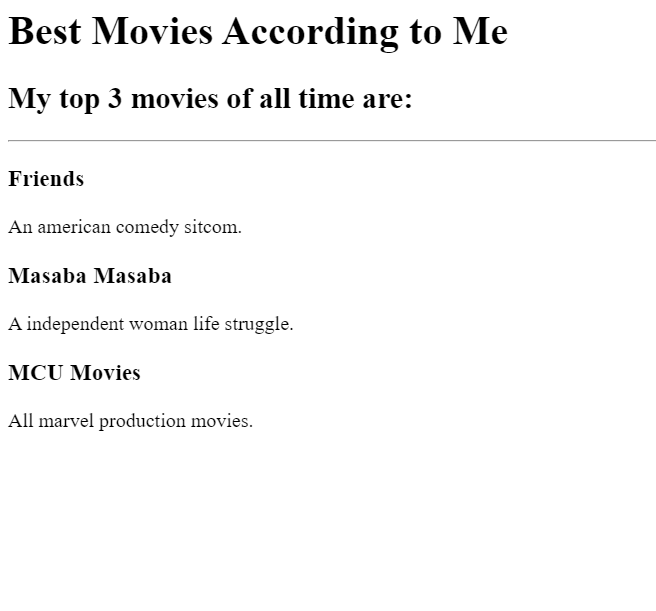 Best Movies According to Me
My top 3 movies of all time are:
Friends
An american comedy sitcom.
Masaba Masaba
A independent woman life struggle.
MCU Movies
All marvel production movies.